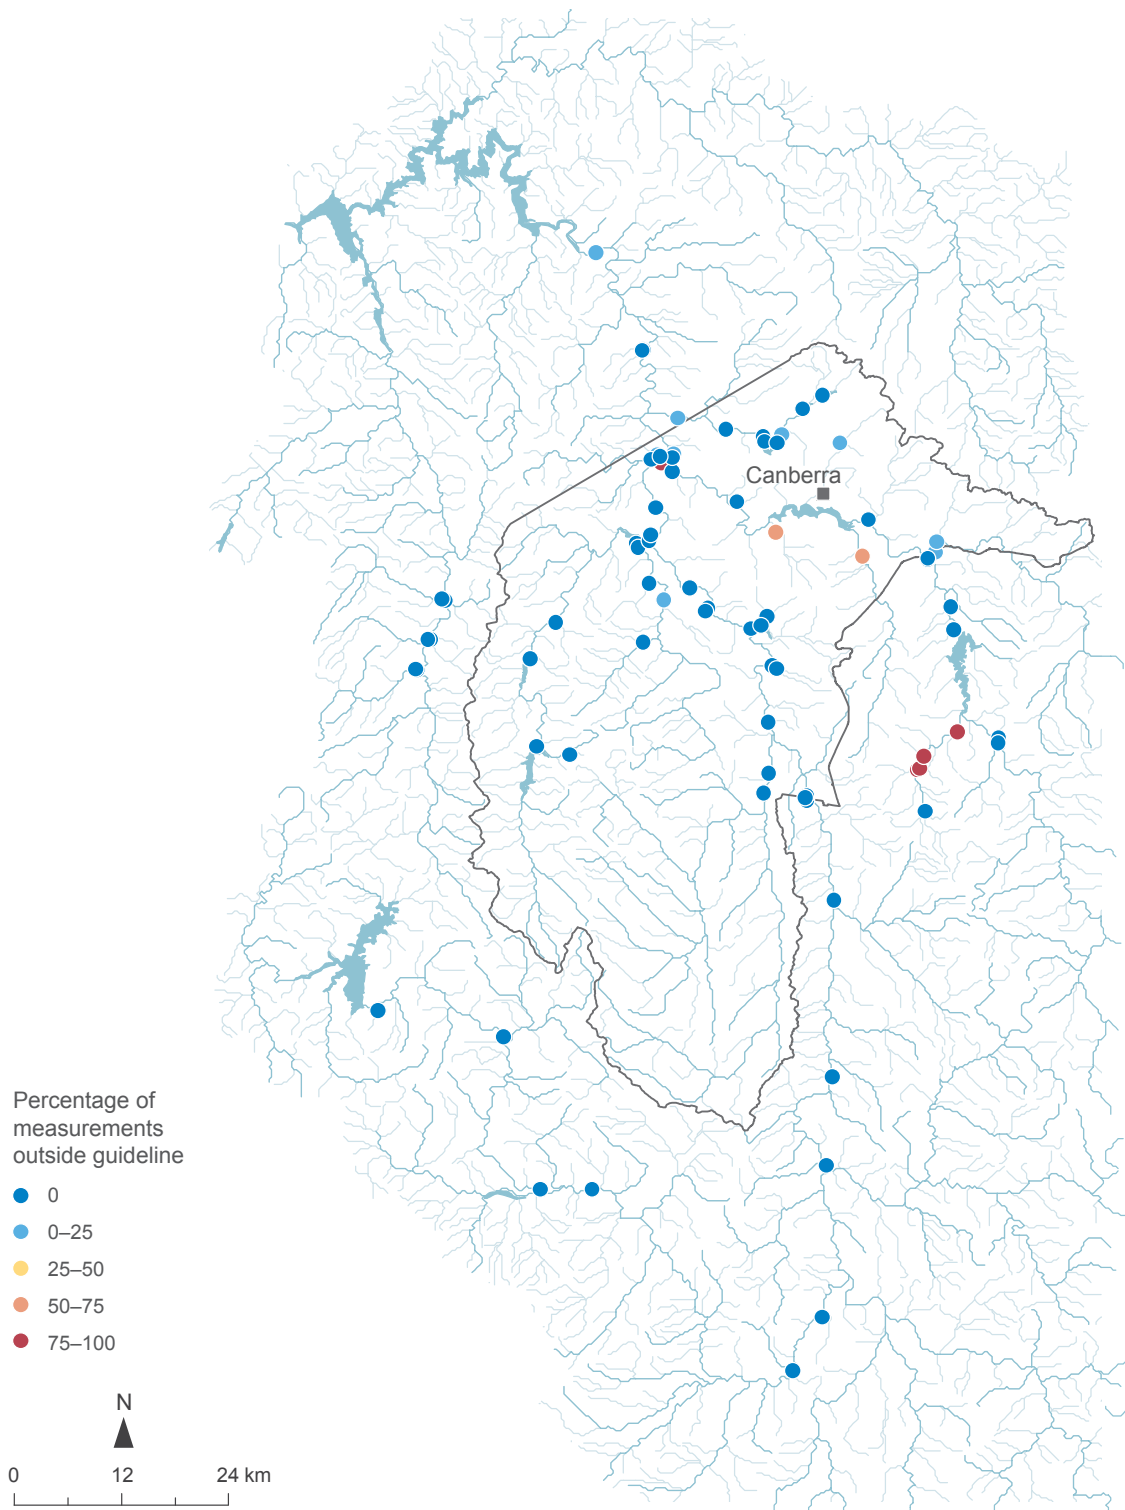 Canberra
Percentage of
measurements
outside guideline
0
0–25
25–50
50–75
75–100
N
0 12 24 km